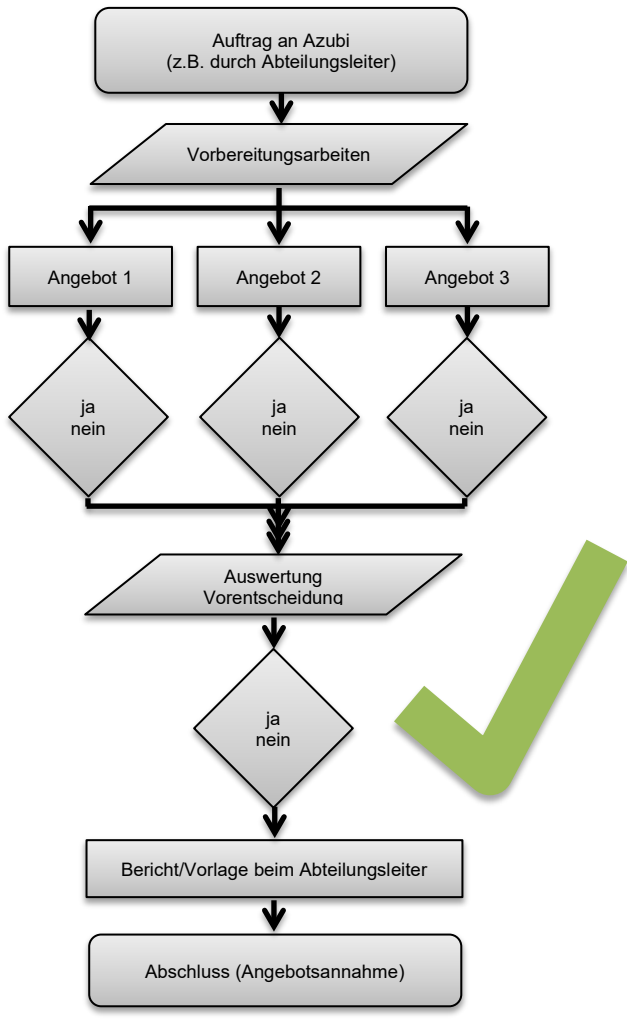 Auftrag an Azubi
(z.B. durch Abteilungsleiter)
Vorbereitungsarbeiten
Angebot 1
Angebot 2
Angebot 3
ja
nein
ja
nein
ja
nein
Auswertung
Vorentscheidung
ja
nein
Bericht/Vorlage beim Abteilungsleiter
Abschluss (Angebotsannahme)